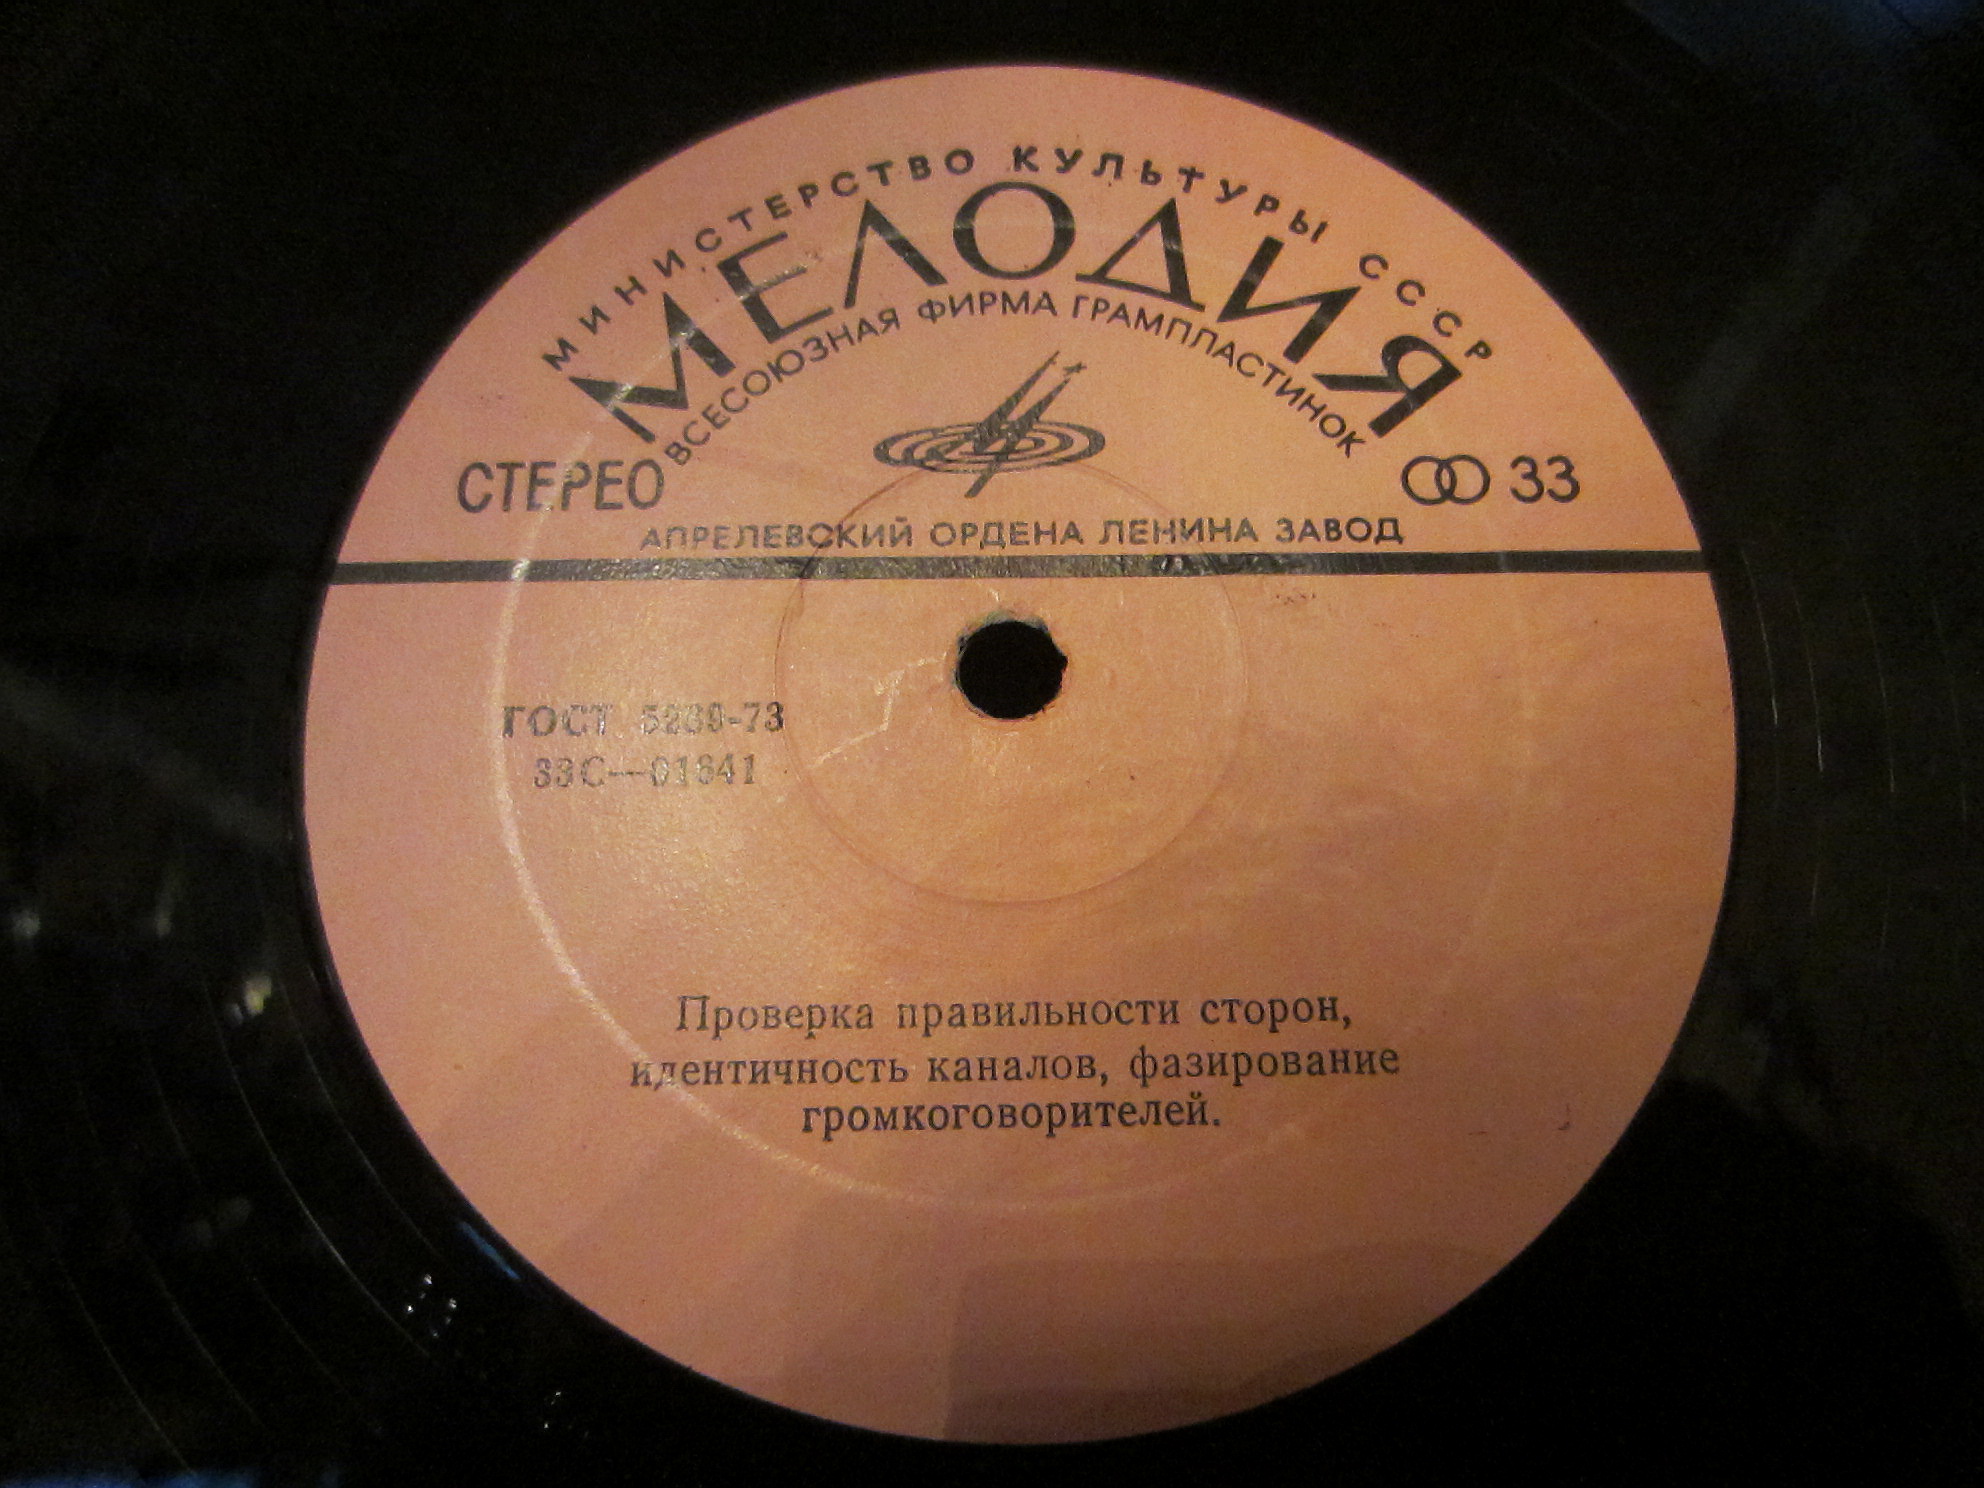 МИНИСТЕРСТВО КУЛЬТУРЫ СССР
МЕЛОДИЯ
ВСЕСОЮЗНАЯ ФИРМА ГРАМПЛАСТИНОК
СТЕРЕО
33
АПРЕЛЕВСКИЙ ОРДЕНА ЛЕНИНА ЗАВОД
ГОСТ 5289-73
33С—01641
Проверка правильности сторон,
идентичность каналов, фазирование
громкоговорителей.